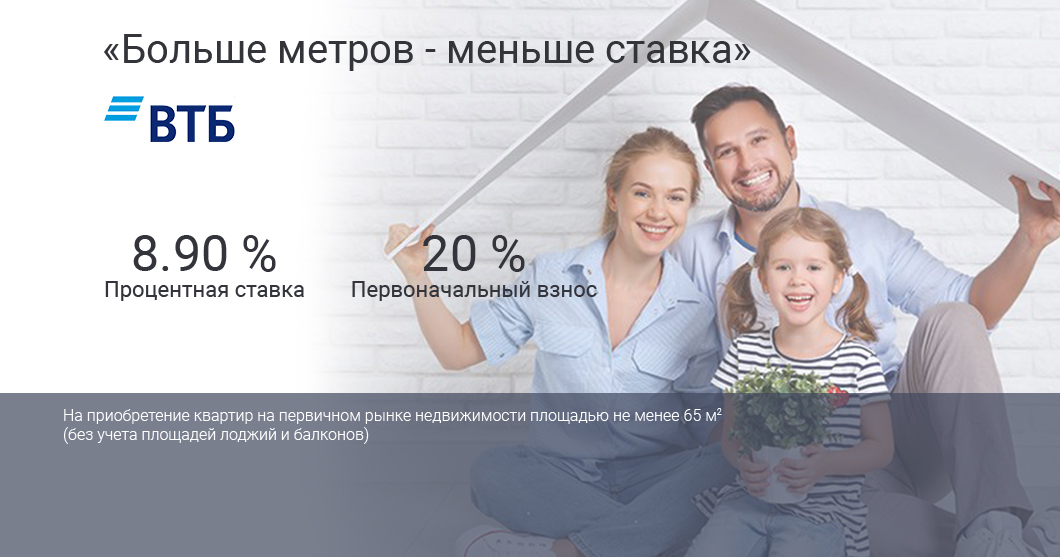 «Больше метров - меньше ставка»
ВТБ
8.90 %
Процентная ставка
20 %
Первоначальный взнос
На приобретение квартир на первичном рынке недвижимости площадью не менее 65 м²
(без учета площадей лоджий и балконов)